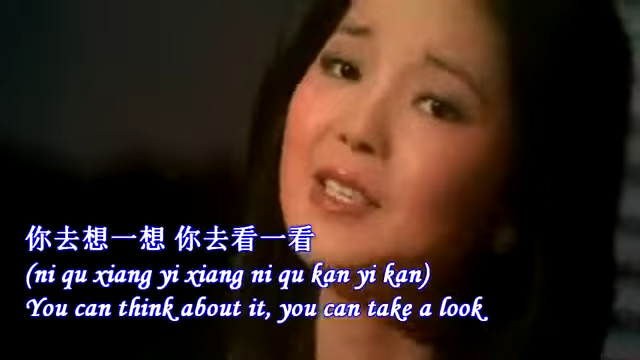 你去想一想 你去看一看
(ni qu xiang yi xiang ni qu kan yi kan)
You can think about it, you can take a look